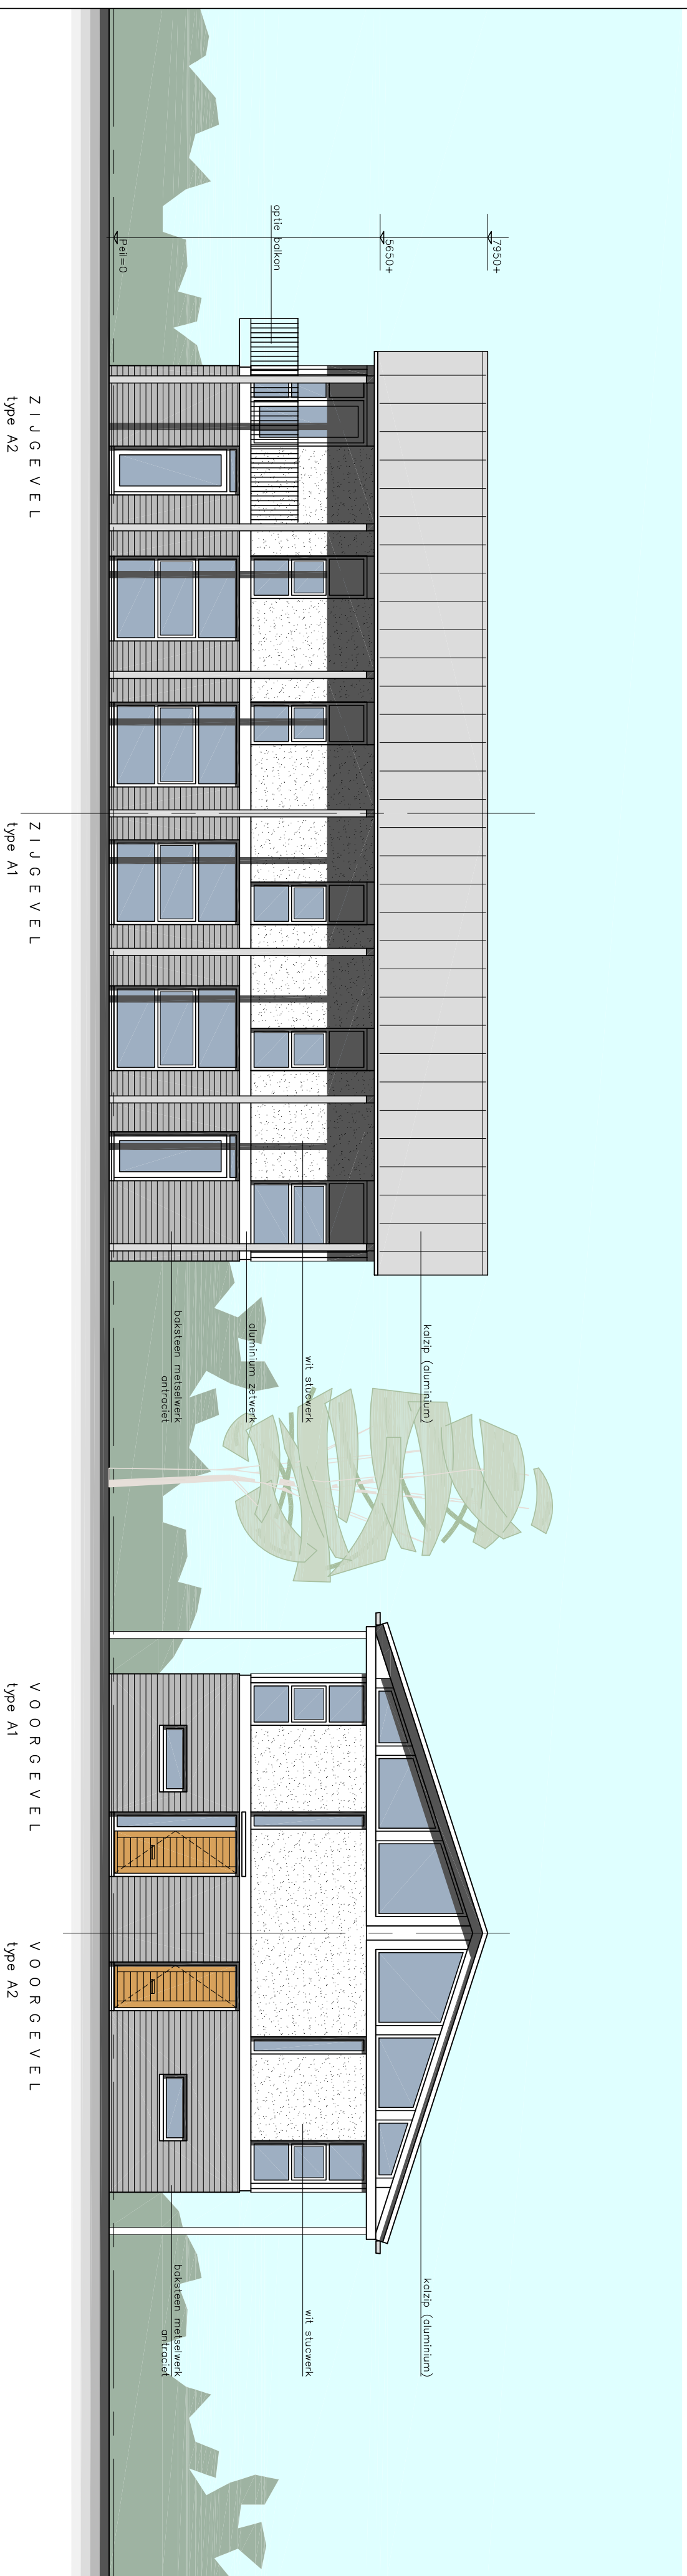 7950+
5650+
optie balkon
Peil=0
kalzip (aluminium)
wit stucwerk
aluminium zetwerk
baksteen metselwerk
antraciet
kalzip (aluminium)
wit stucwerk
baksteen metselwerk
antraciet
ZIJGEVEL
type A2
ZIJGEVEL
type A1
VOORGEVEL
type A1
VOORGEVEL
type A2